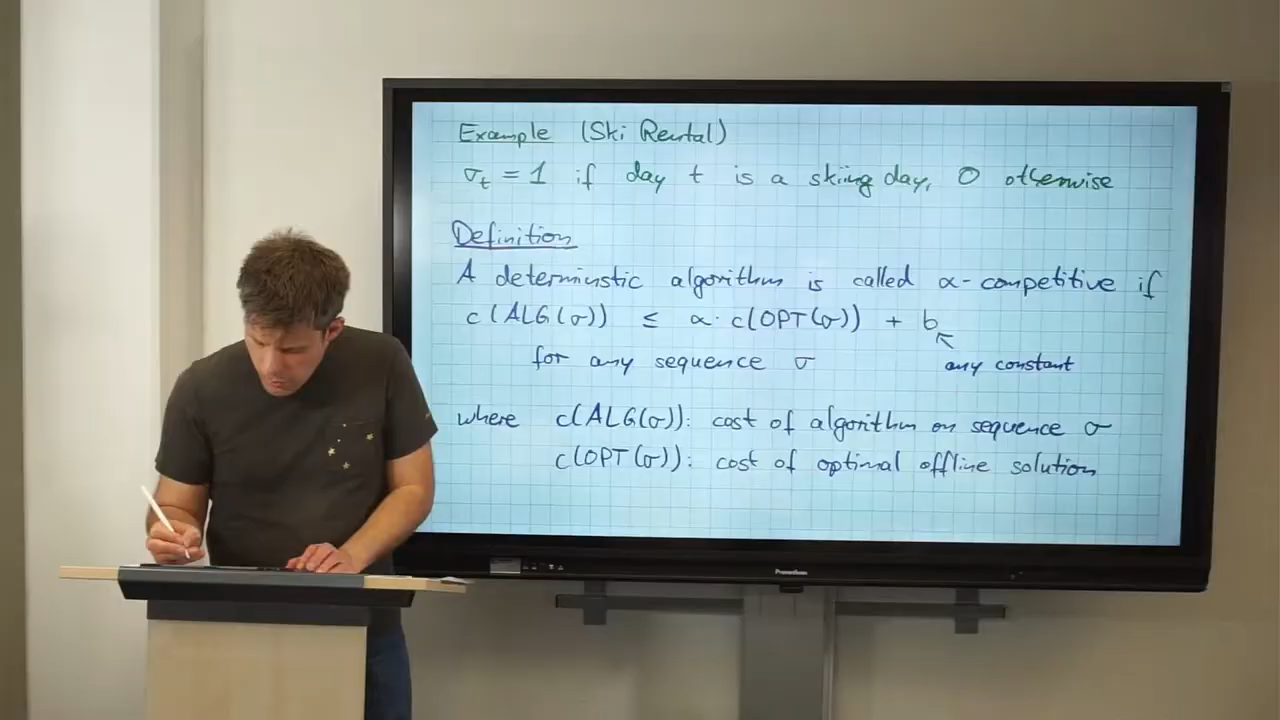 Example (Ski Rental)
σt = 1 if day t is a skiing day, 0 otherwise
Definition
A deterministic algorithm is called α-competitive if
c(ALG(σ)) ≤ α · c(OPT(σ)) + b
for any sequence σ any constant
where c(ALG(σ)): cost of algorithm on sequence σ
c(OPT(σ)): cost of optimal offline solution
Promethean